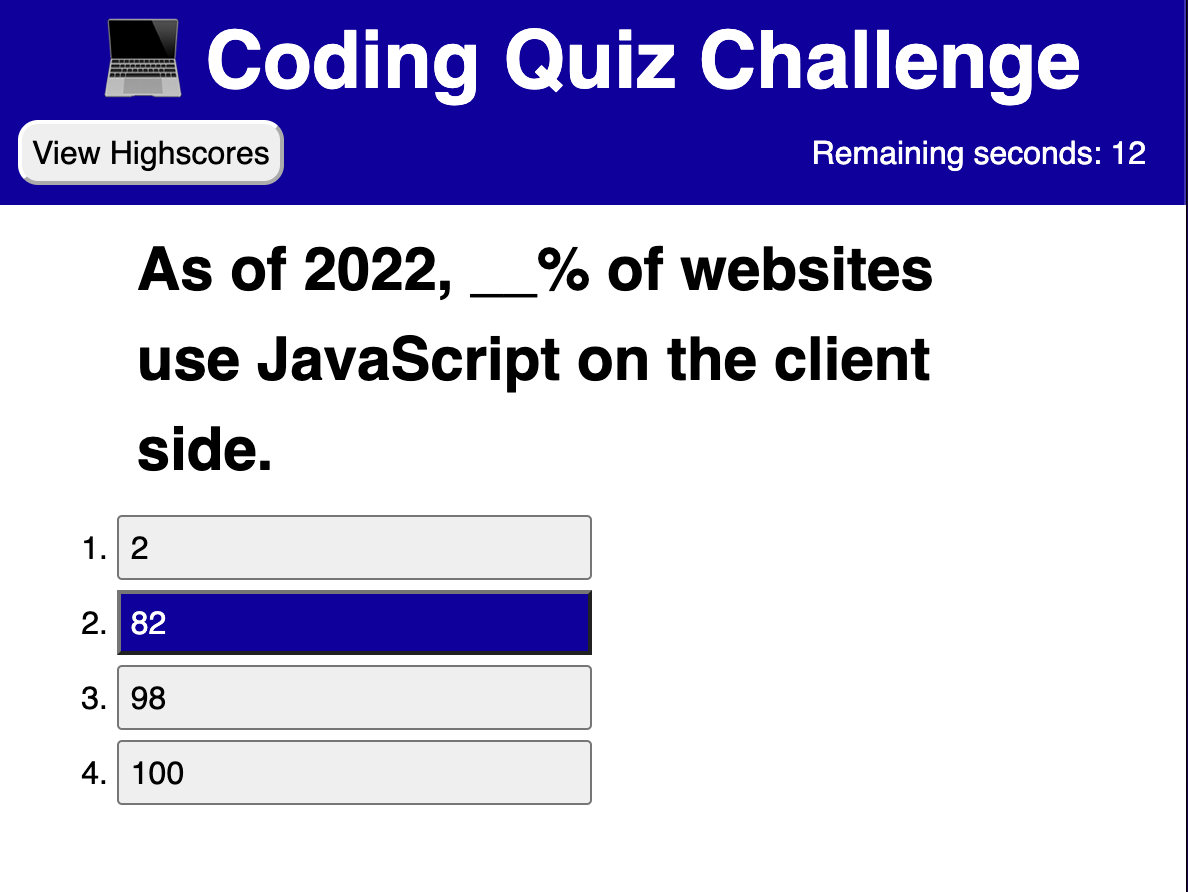 Coding Quiz Challenge
View Highscores
Remaining seconds: 12
As of 2022, __% of websites
use JavaScript on the client
side.
1. 2
2. 82
3. 98
4. 100